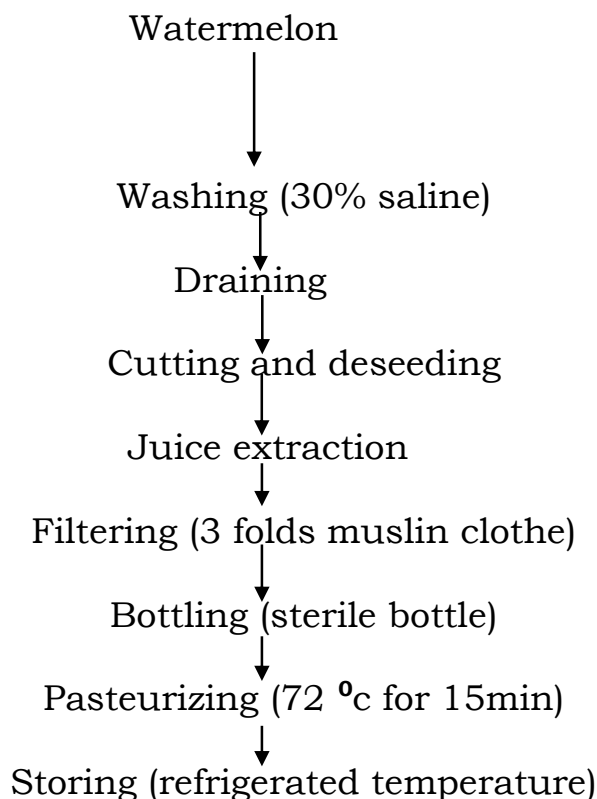 Watermelon
Washing (30% saline)
Draining
Cutting and deseeding
Juice extraction
Filtering (3 folds muslin clothe)
Bottling (sterile bottle)
Pasteurizing (72 ⁰c for 15min)
Storing (refrigerated temperature)